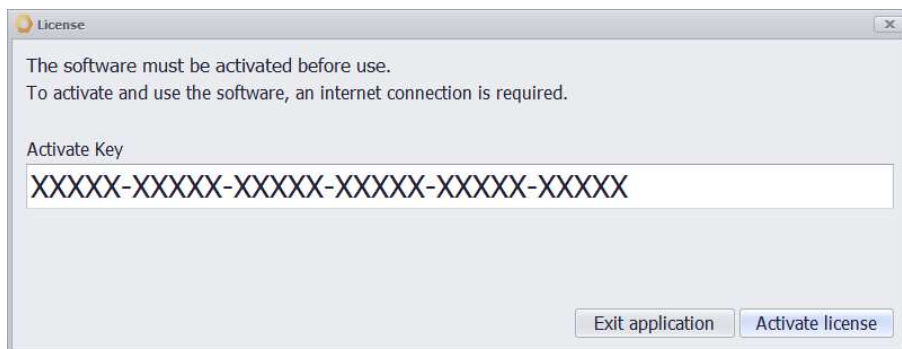 License
The software must be activated before use.
To activate and use the software, an internet connection is required.
Activate Key
XXXXX-XXXXX-XXXXX-XXXXX-XXXXX-XXXXX
Exit application
Activate license